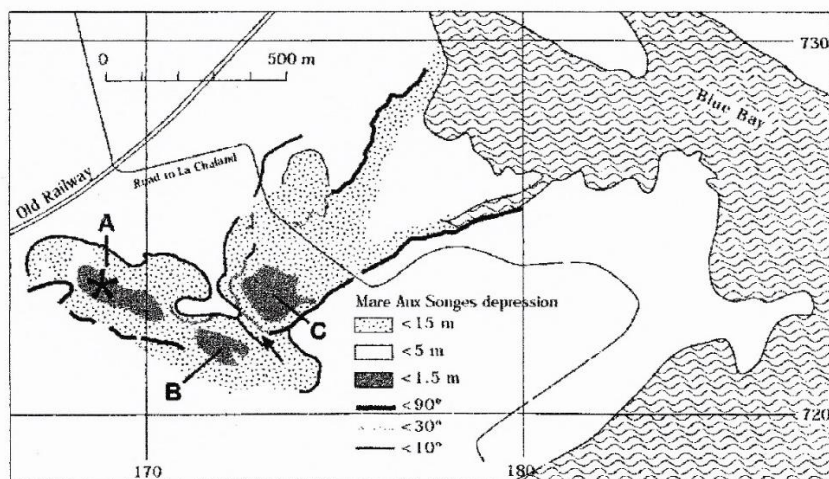 0 500 m
730
Blue Bay
Old Railway
Road to La Chaland
A
Mare Aux Songes depression
<15 m
<5 m
<1.5 m
<90°
<30°
<10°
C
B
720
170
180